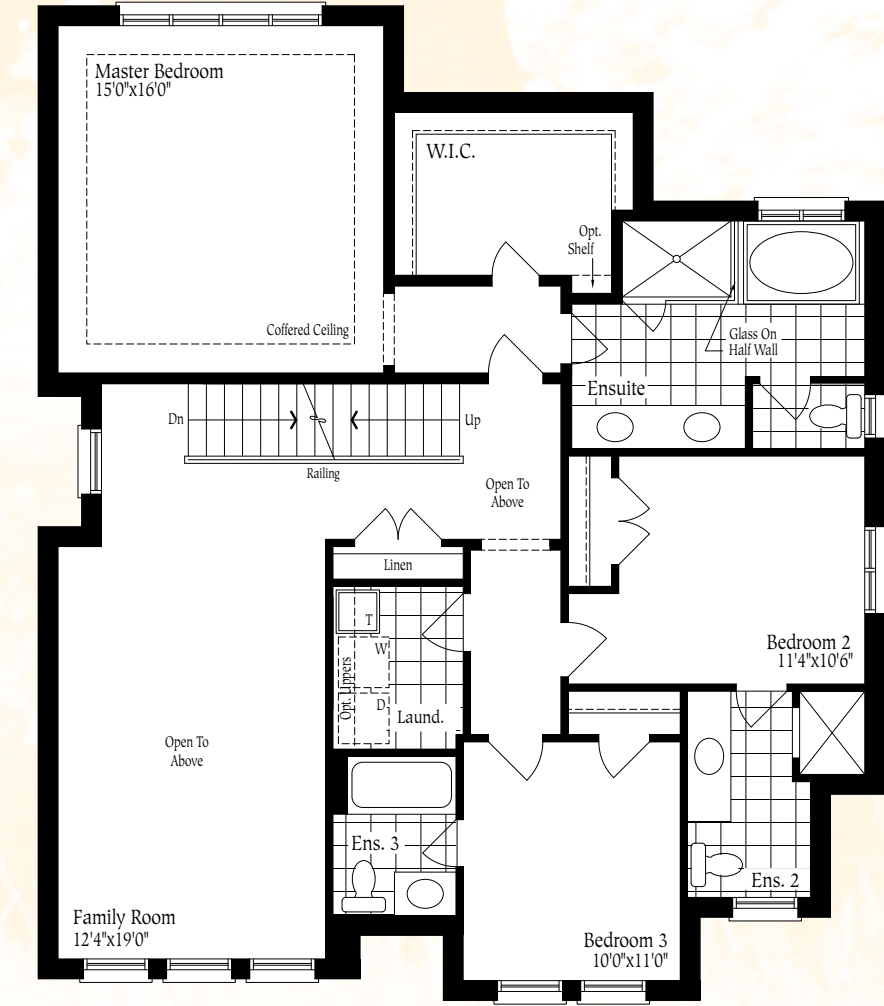 Master Bedroom
15'0"x16'0"
W.I.C.
Opt.
Shelf
Coffered Ceiling
Glass On
Half Wall
Ensuite
Dn
Up
Railing
Open To
Above
Linen
T
W
Opt. Uppers
D
Laund.
Bedroom 2
11'4"x10'6"
Open To
Above
Ens. 3
Ens. 2
Family Room
12'4"x19'0"
Bedroom 3
10'0"x11'0"